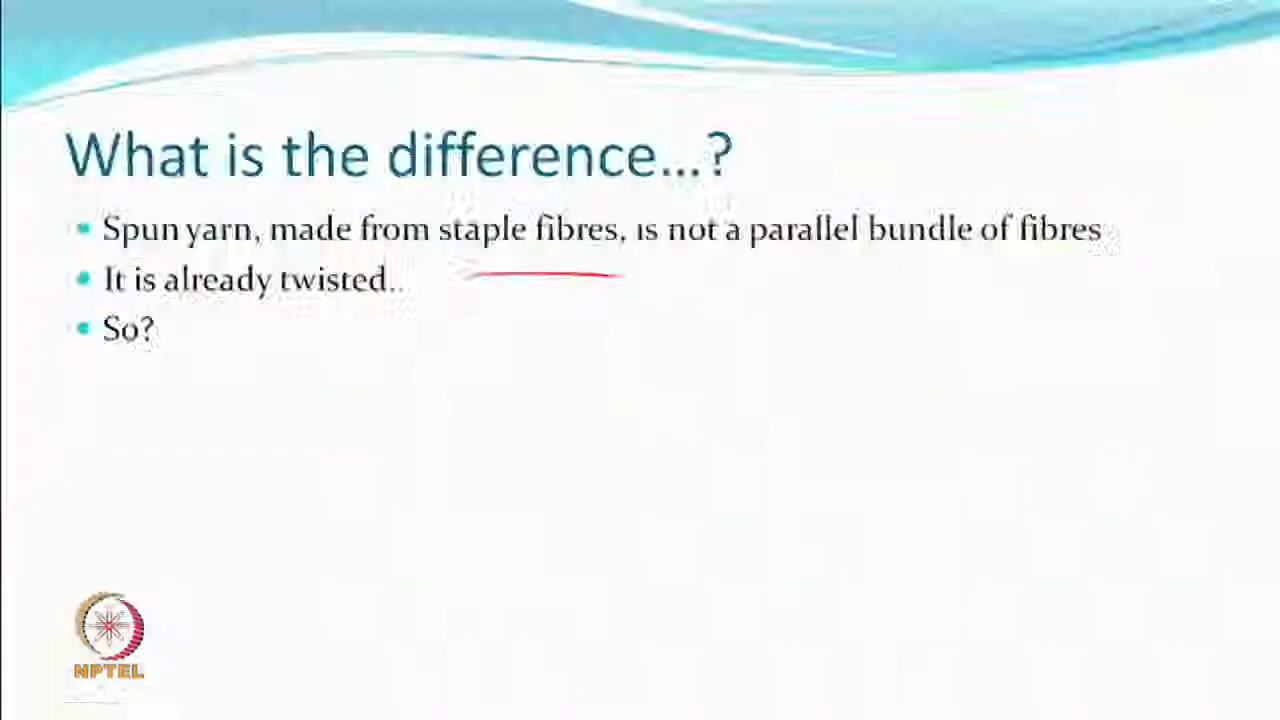 What is the difference...?
Spun yarn, made from staple fibres, is not a parallel bundle of fibres
It is already twisted..
So?
NPTEL